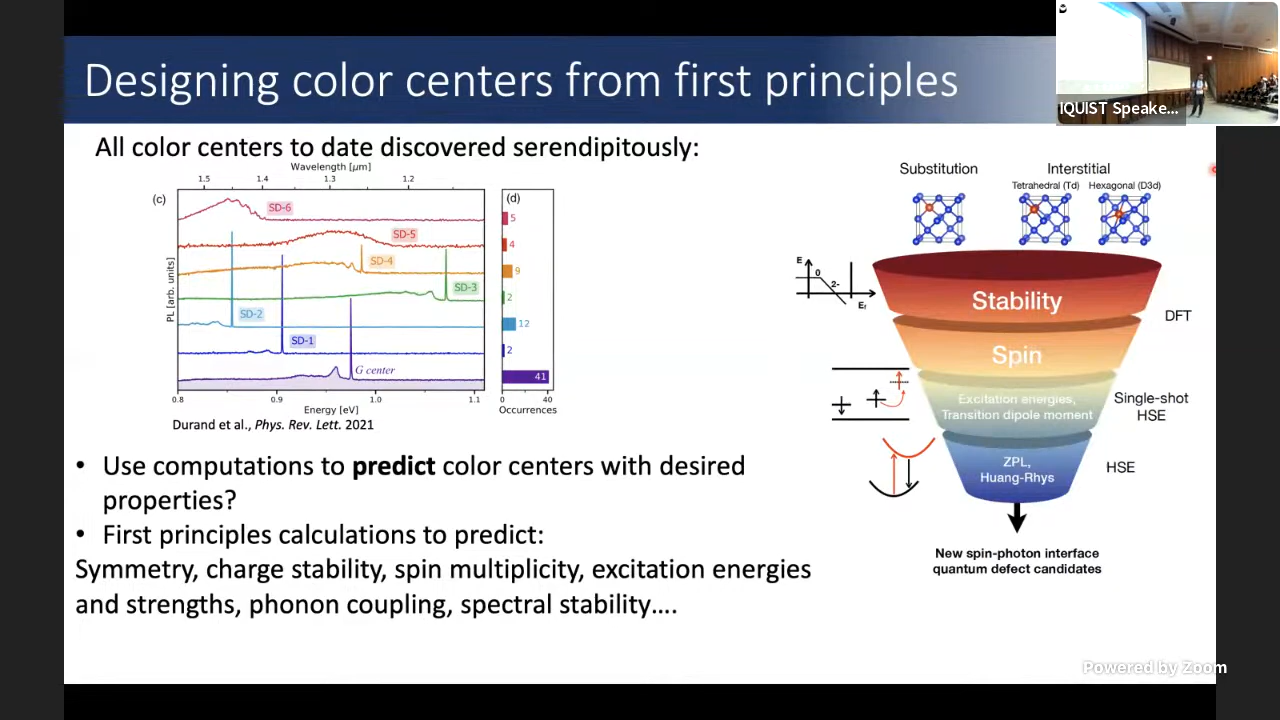 Designing color centers from first principles
IQUIST Speake...
All color centers to date discovered serendipitously:
Wavelength [μm]
1.5 1.4 1.3 1.2
(c)
(d)
SD-6
SD-5
SD-4
SD-3
SD-2
SD-1
G center
PL [arb. units]
5
4
9
2
12
2
41
0.8 0.9 1.0 1.1
0 40
Energy [eV]
Occurrences
Durand et al., Phys. Rev. Lett. 2021
• Use computations to predict color centers with desired
properties?
• First principles calculations to predict:
Symmetry, charge stability, spin multiplicity, excitation energies
and strengths, phonon coupling, spectral stability....
Substitution
Interstitial
Tetrahedral (Td) Hexagonal (D3d)
E
0
2-
Ef
Stability
DFT
Spin
Excitation energies,
Transition dipole moment
Single-shot
HSE
ZPL,
Huang-Rhys
HSE
New spin-photon interface
quantum defect candidates
Powered by Zoom